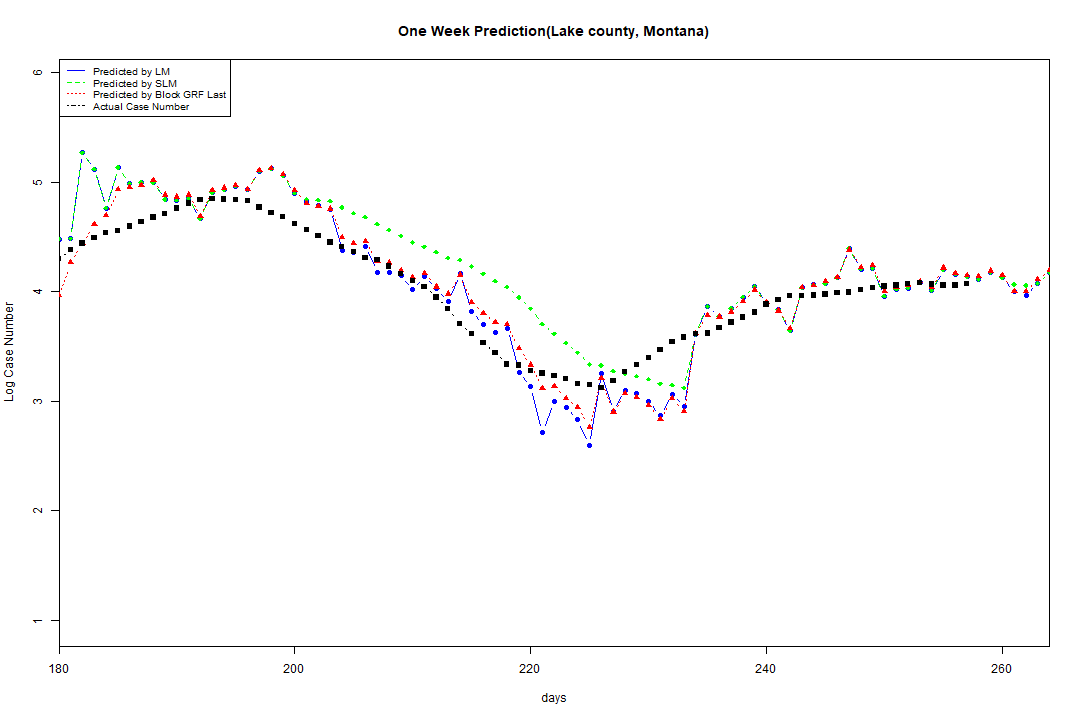 One Week Prediction(Lake county, Montana)
Predicted by LM
Predicted by SLM
Predicted by Block GRF Last
Actual Case Number
6
5
4
3
2
1
Log Case Number
180
200
220
240
260
days